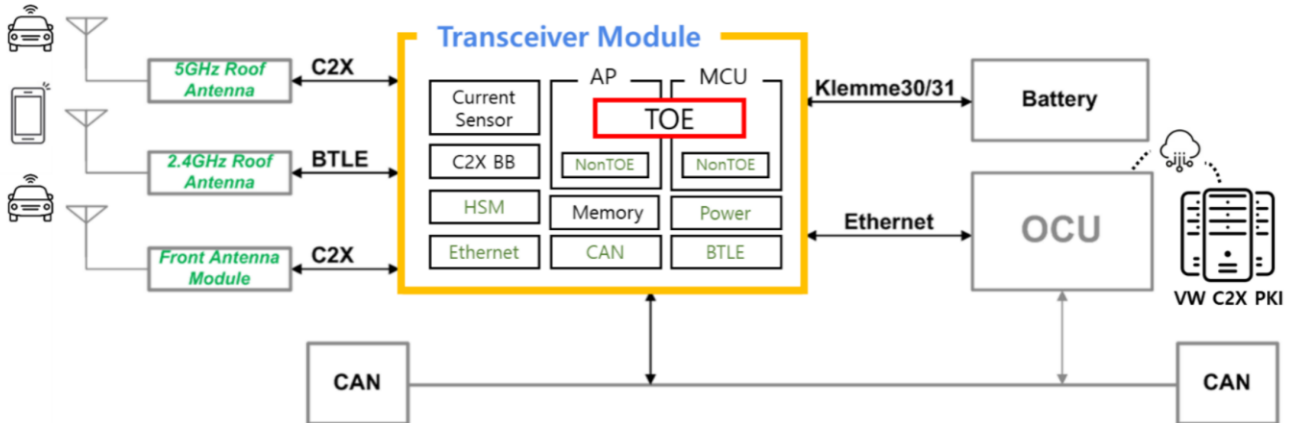 Transceiver Module
5GHz Roof
Antenna
C2X
2.4GHz Roof
Antenna
BTLE
Front Antenna
Module
C2X
Current
Sensor
C2X BB
HSM
Ethernet
AP
MCU
TOE
NonTOE
NonTOE
Memory
Power
CAN
BTLE
Klemme30/31
Battery
Ethernet
OCU
VW C2X PKI
CAN
CAN